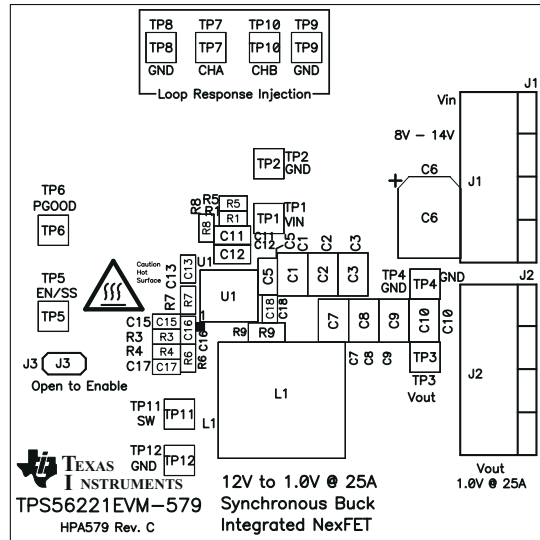 TP8 TP7 TP10 TP9
TP8 TP7 TP10 TP9
GND CHA CHB GND
Loop Response Injection
J1
Vin
8V - 14V
+
C6
C6
J1
TP2
TP2
GND
TP6
PGOOD
TP6
R5
R5
R1
R1
R8
R8
TP1
TP1
VIN
C11
C11
C12
C12
C5
C5
C1
C1
C2
C2
C3
C3
U1
U1
Caution
Hot
Surface
C13
C13
R7
R7
TP5
EN/SS
TP5
C18
C18
TP4
GND
TP4
GND
J2
J2
C15
C15
R3
R3
R4
R4
C17
C17
C16
C16
R6
R6
1
R9
R9
C7
C8
C9
C10
C10
C7
C8
C9
TP3
TP3
Vout
J3
J3
Open to Enable
L1
L1
TP11
SW
TP11
TP12
GND
TP12
TEXAS
INSTRUMENTS
TPS56221EVM-579
HPA579 Rev. C
12V to 1.0V @ 25A
Synchronous Buck
Integrated NexFET
Vout
1.0V @ 25A